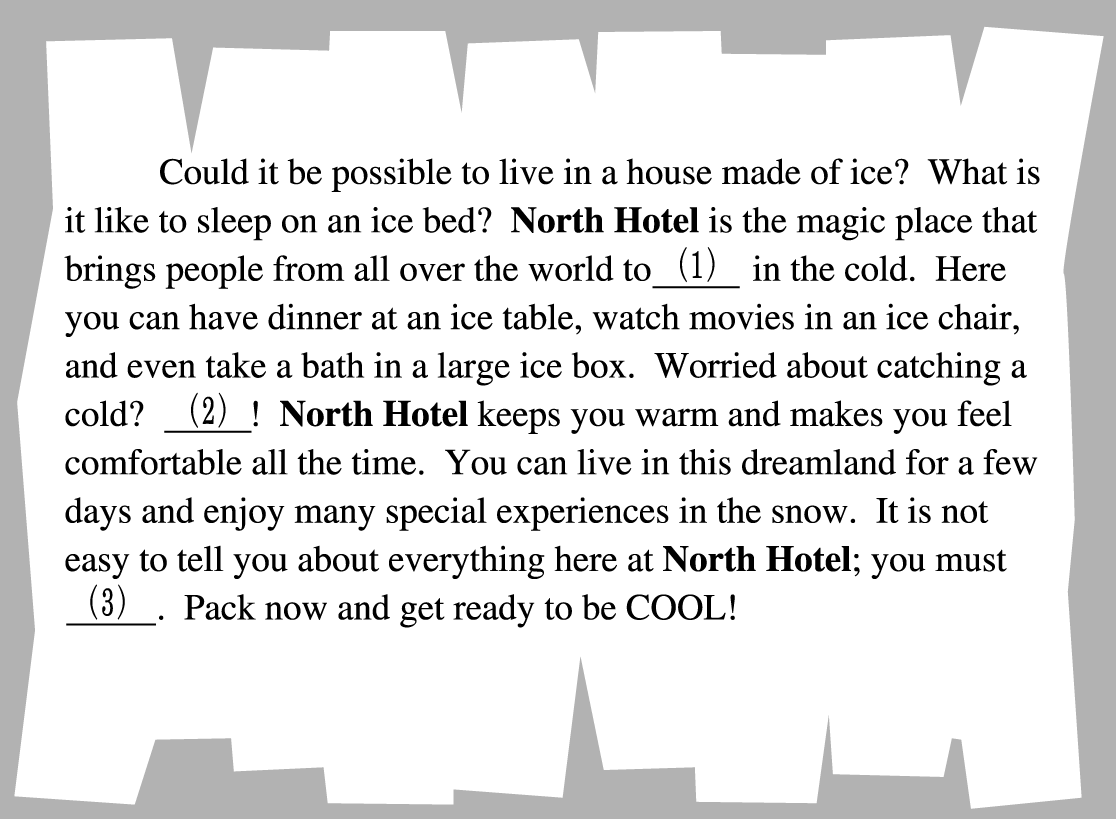 Could it be possible to live in a house made of ice? What is
it like to sleep on an ice bed? North Hotel is the magic place that
brings people from all over the world to (1) in the cold. Here
you can have dinner at an ice table, watch movies in an ice chair,
and even take a bath in a large ice box. Worried about catching a
cold? (2) ! North Hotel keeps you warm and makes you feel
comfortable all the time. You can live in this dreamland for a few
days and enjoy many special experiences in the snow. It is not
easy to tell you about everything here at North Hotel; you must
(3) . Pack now and get ready to be COOL!